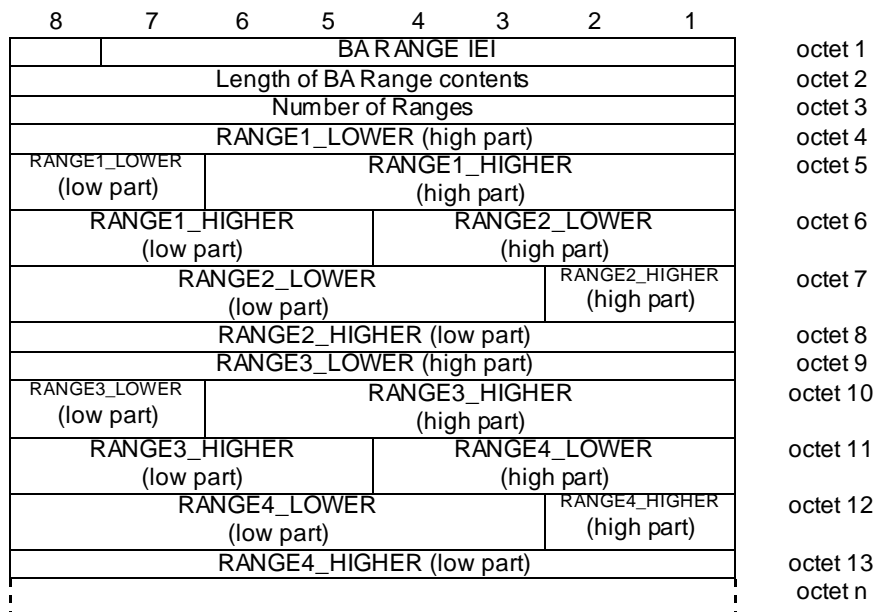 8 7 6 5 4 3 2 1
BA RANGE IEI octet 1
Length of BA Range contents octet 2
Number of Ranges octet 3
RANGE1_LOWER (high part) octet 4
RANGE1_LOWER RANGE1_HIGHER octet 5
(low part) (high part)
RANGE1_HIGHER RANGE2_LOWER octet 6
(low part) (high part)
RANGE2_LOWER RANGE2_HIGHER octet 7
(low part) (high part)
RANGE2_HIGHER (low part) octet 8
RANGE3_LOWER (high part) octet 9
RANGE3_LOWER RANGE3_HIGHER octet 10
(low part) (high part)
RANGE3_HIGHER RANGE4_LOWER octet 11
(low part) (high part)
RANGE4_LOWER RANGE4_HIGHER octet 12
(low part) (high part)
RANGE4_HIGHER (low part) octet 13
octet n